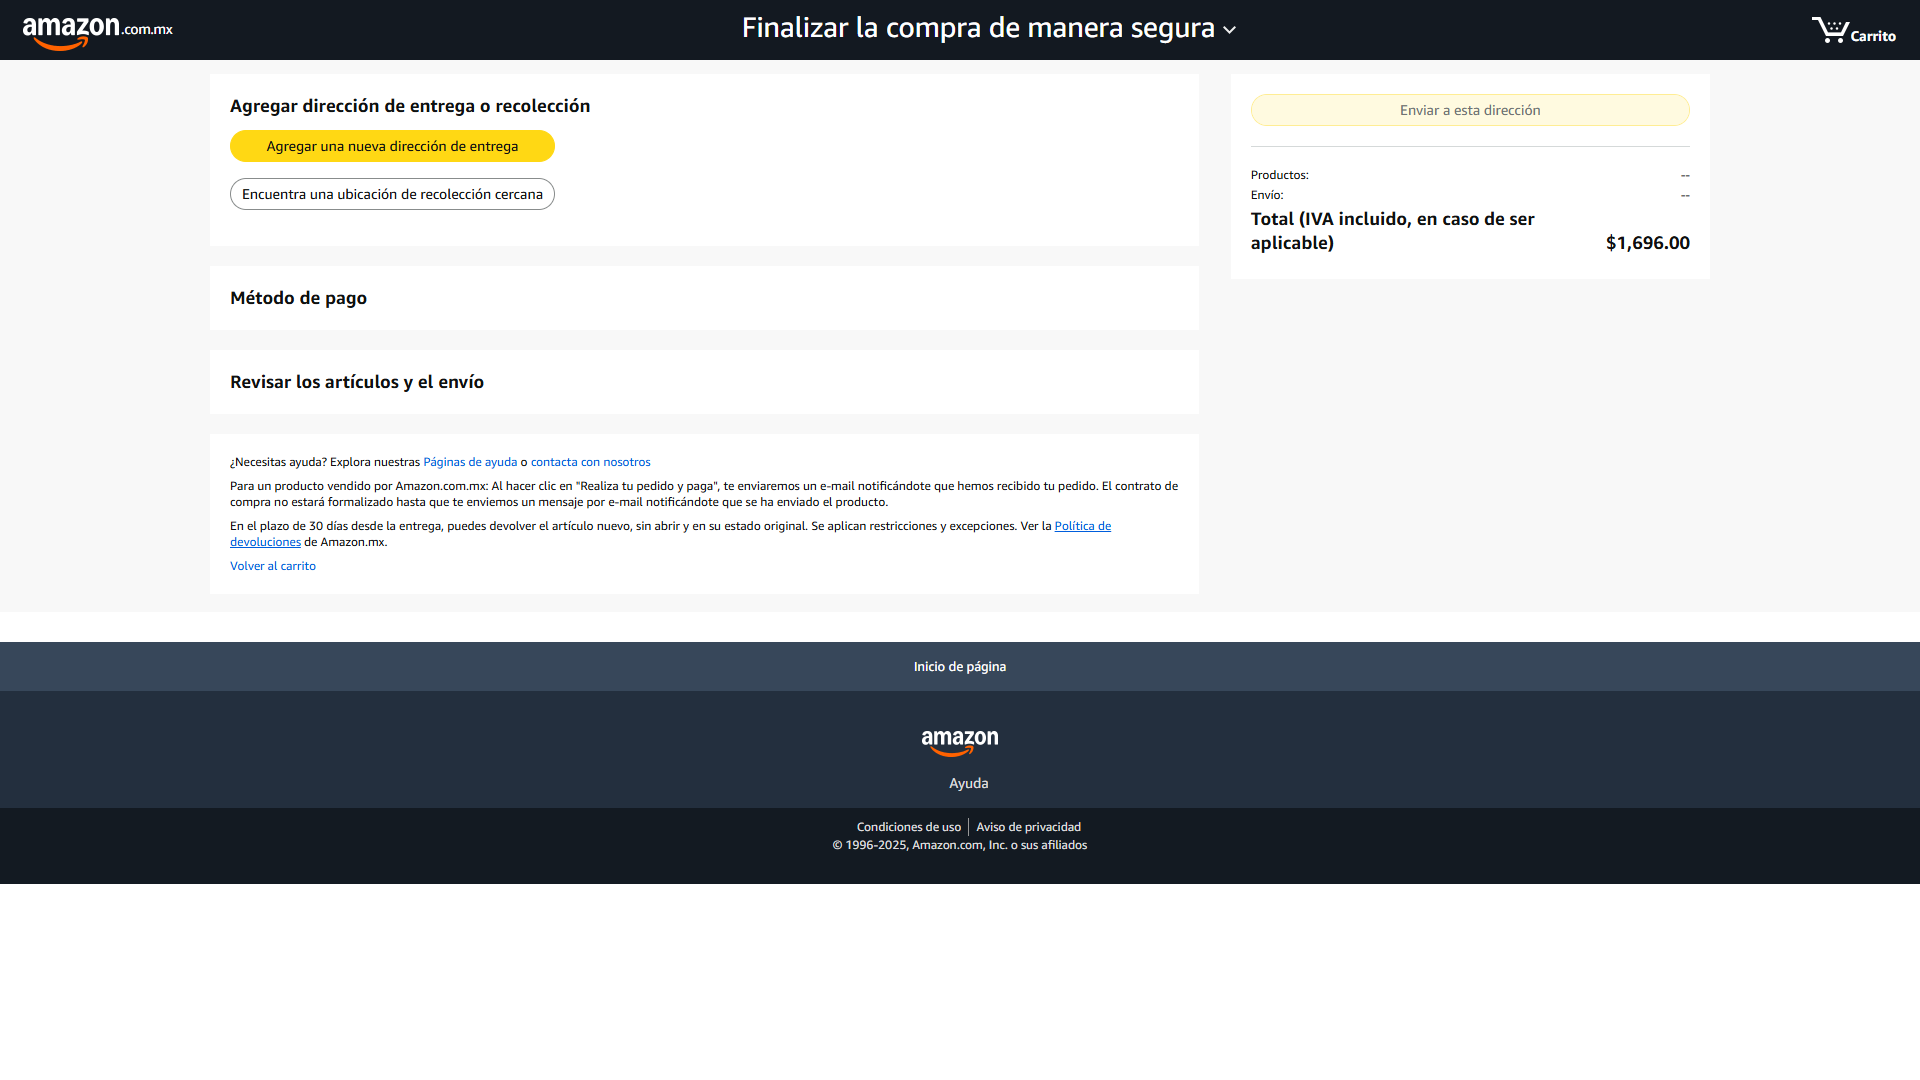 amazon.com.mx
Finalizar la compra de manera segura
Carrito
Agregar dirección de entrega o recolección
Agregar una nueva dirección de entrega
Encuentra una ubicación de recolección cercana
Método de pago
Revisar los artículos y el envío
¿Necesitas ayuda? Explora nuestras Páginas de ayuda o contacta con nosotros
Para un producto vendido por Amazon.com.mx: Al hacer clic en "Realiza tu pedido y paga", te enviaremos un e-mail notificándote que hemos recibido tu pedido. El contrato de
compra no estará formalizado hasta que te enviemos un mensaje por e-mail notificándote que se ha enviado el producto.
En el plazo de 30 días desde la entrega, puedes devolver el artículo nuevo, sin abrir y en su estado original. Se aplican restricciones y excepciones. Ver la Política de
devoluciones de Amazon.mx.
Volver al carrito
Enviar a esta dirección
Productos: --
Envío: --
Total (IVA incluido, en caso de ser
aplicable) $1,696.00
Inicio de página
amazon
Ayuda
Condiciones de uso Aviso de privacidad
© 1996-2025, Amazon.com, Inc. o sus afiliados